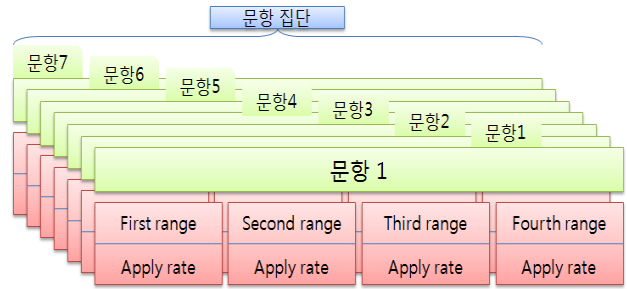 문항 집단
문항7
문항6
문항5
문항4
문항3
문항2
문항1
문항 1
First range Second range Third range Fourth range
Apply rate Apply rate Apply rate Apply rate